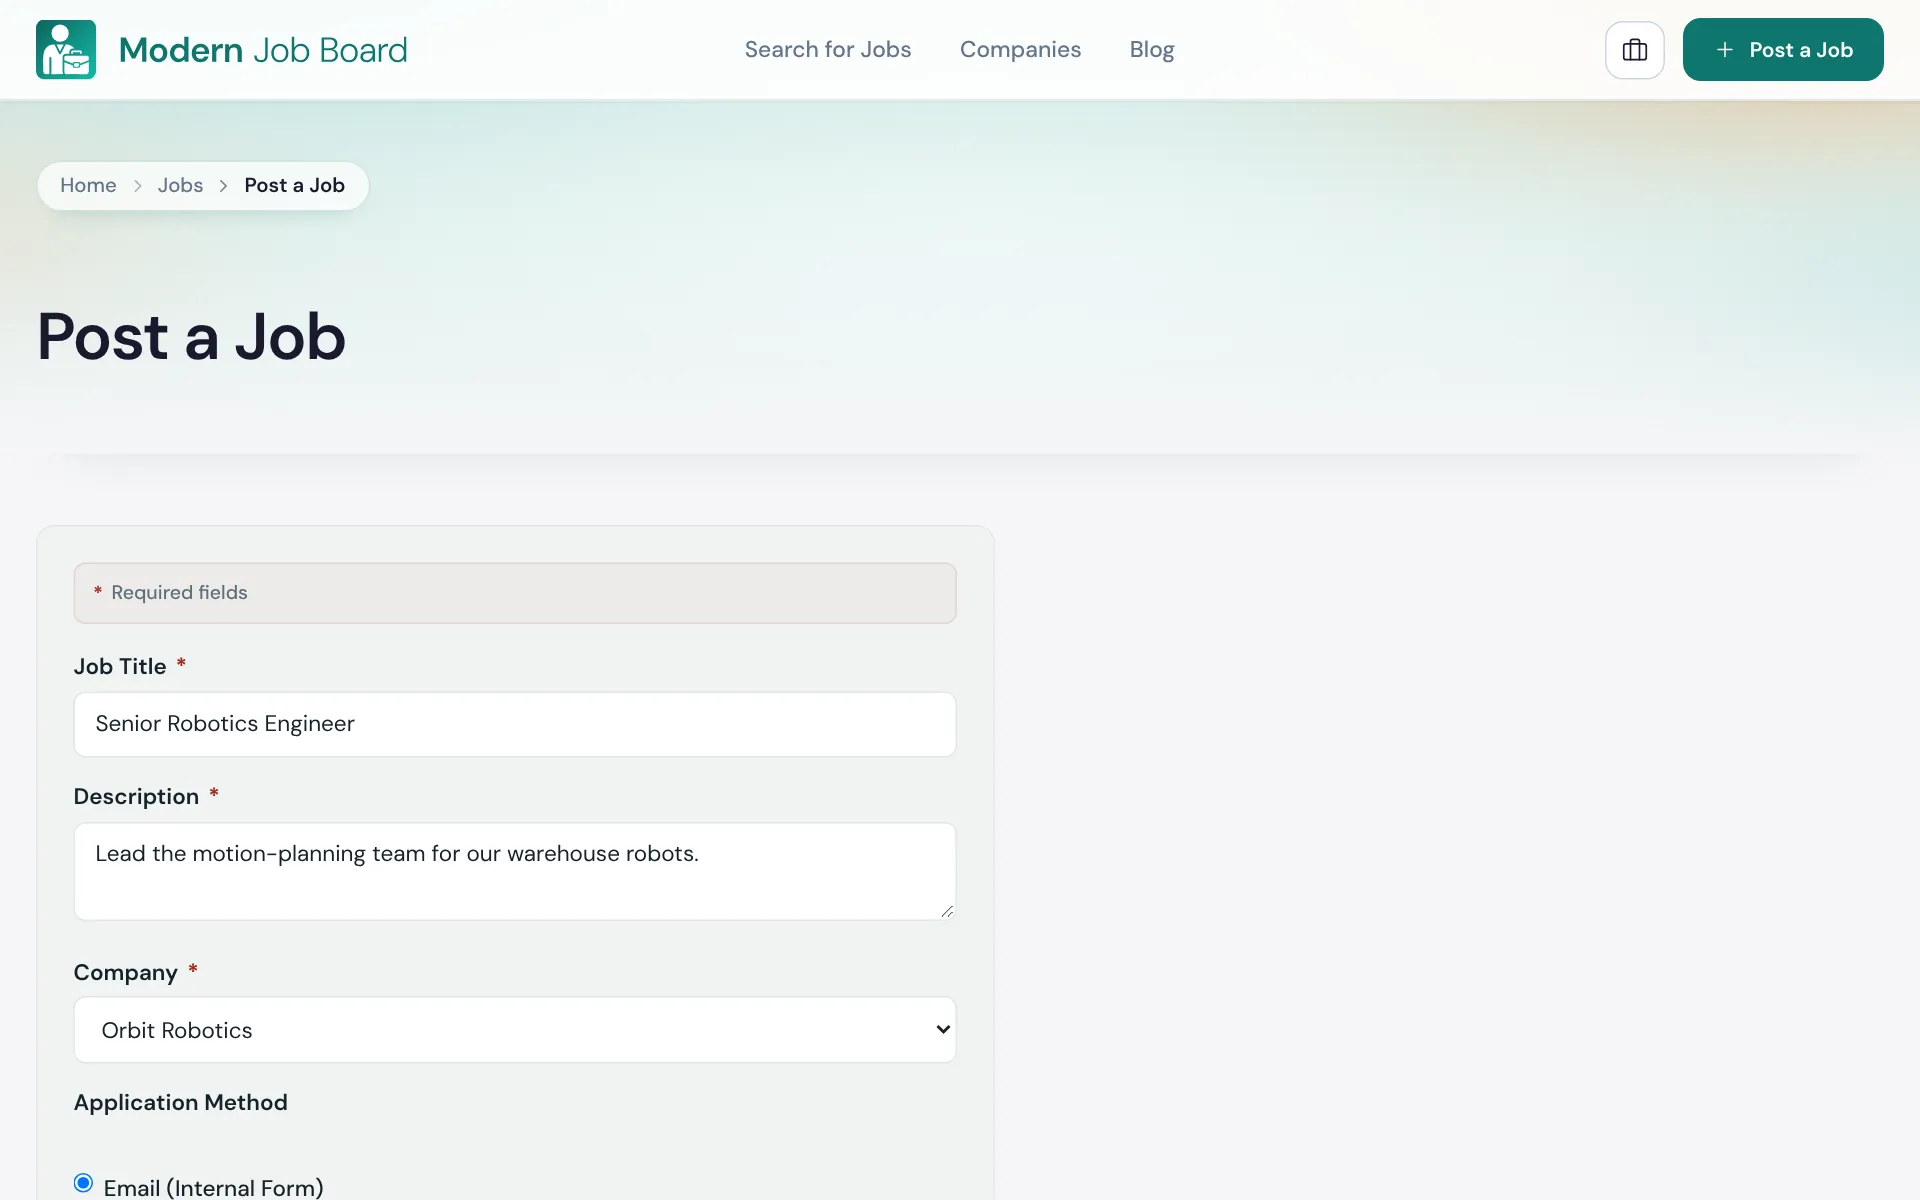 Modern Job Board
Search for Jobs
Companies
Blog
+ Post a Job
Home > Jobs > Post a Job
Post a Job
* Required fields
Job Title *
Senior Robotics Engineer
Description *
Lead the motion-planning team for our warehouse robots.
Company *
Orbit Robotics
Application Method
Email (Internal Form)